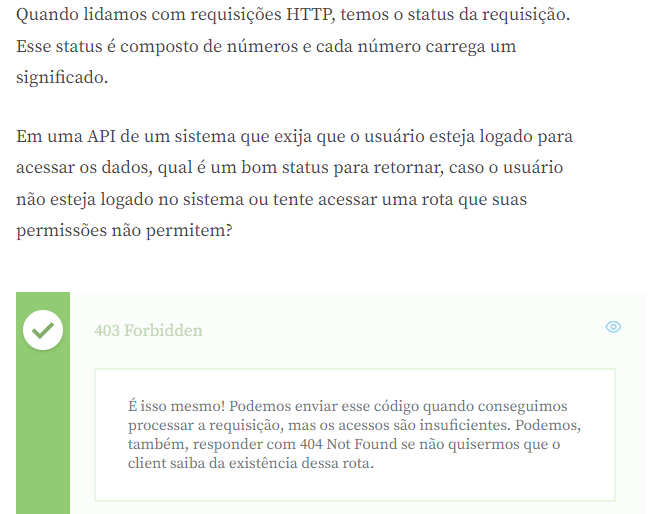 Quando lidamos com requisições HTTP, temos o status da requisição.
Esse status é composto de números e cada número carrega um
significado.
Em uma API de um sistema que exija que o usuário esteja logado para
acessar os dados, qual é um bom status para retornar, caso o usuário
não esteja logado no sistema ou tente acessar uma rota que suas
permissões não permitem?
403 Forbidden
É isso mesmo! Podemos enviar esse código quando conseguimos
processar a requisição, mas os acessos são insuficientes. Podemos,
também, responder com 404 Not Found se não quisermos que o
client saiba da existência dessa rota.